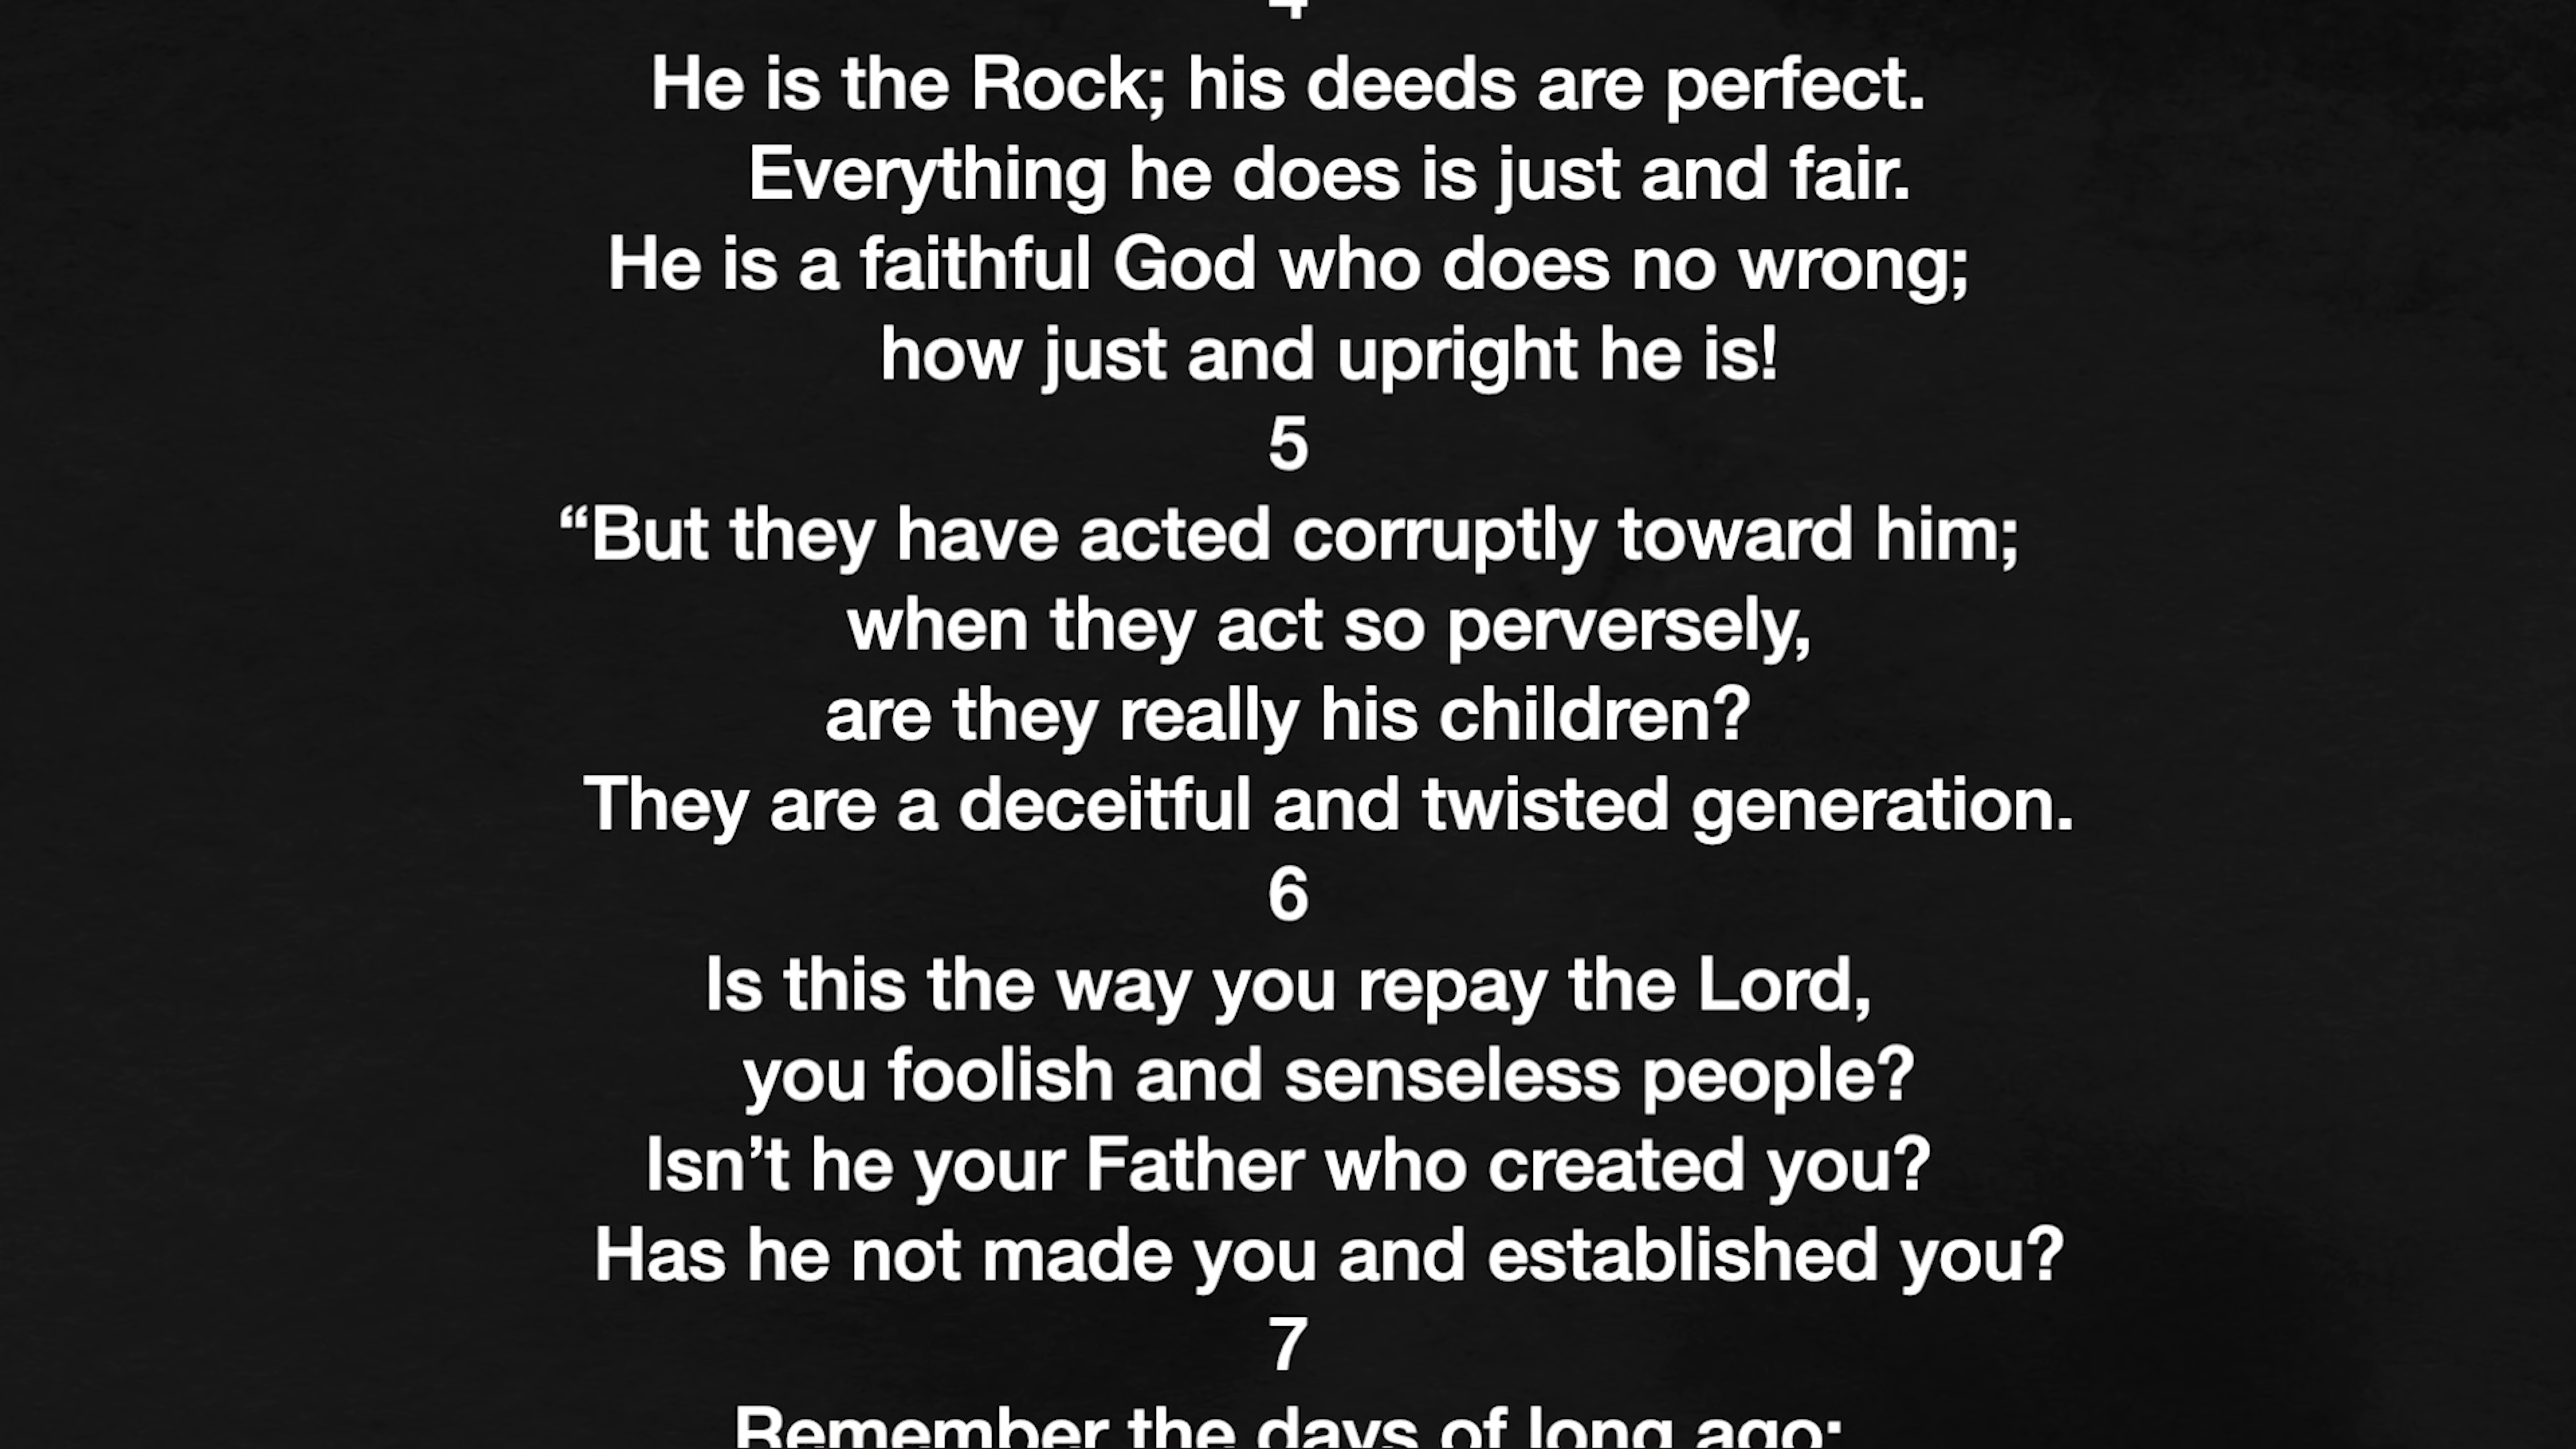 4
He is the Rock; his deeds are perfect.
Everything he does is just and fair.
He is a faithful God who does no wrong;
how just and upright he is!
5
“But they have acted corruptly toward him;
when they act so perversely,
are they really his children?
They are a deceitful and twisted generation.
6
Is this the way you repay the Lord,
you foolish and senseless people?
Isn’t he your Father who created you?
Has he not made you and established you?
7
Remember the days of long ago;